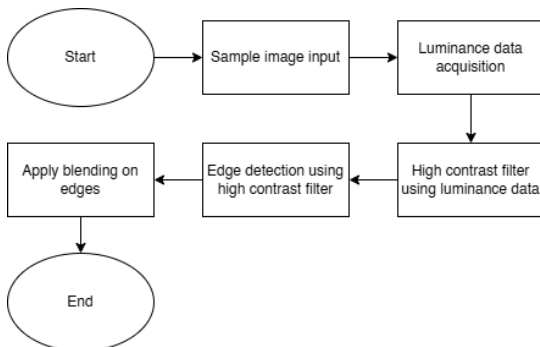 Start
Sample image input
Luminance data
acquisition
High contrast filter
using luminance data
Edge detection using
high contrast filter
Apply blending on
edges
End